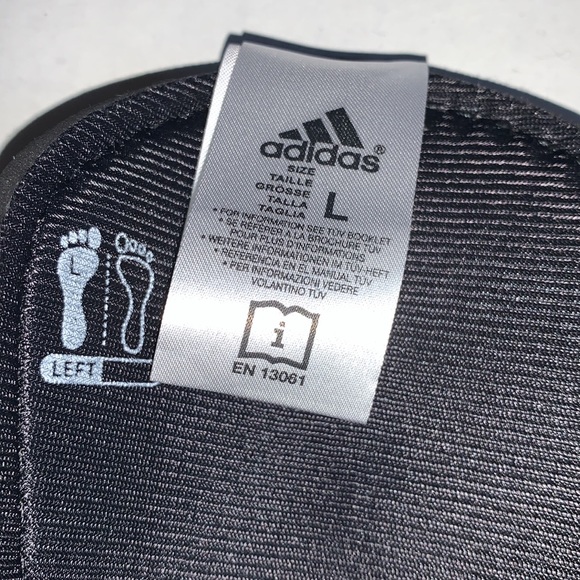 adidas®
SIZE
TAILLE
GRÖSSE
TALLA
TAGLIA
L
• FOR INFORMATION SEE TÜV BOOKLET
• SE RÉFÉRER A LA BROCHURE TÜV
POUR PLUS D'INFORMATIONS
• WEITERE INFORMATIONEN IM TÜV-HEFT
• REFERENCIA EN EL MANUAL TÜV
• PER INFORMAZIONI VEDERE
VOLANTINO TÜV
i
EN 13061
L
LEFT